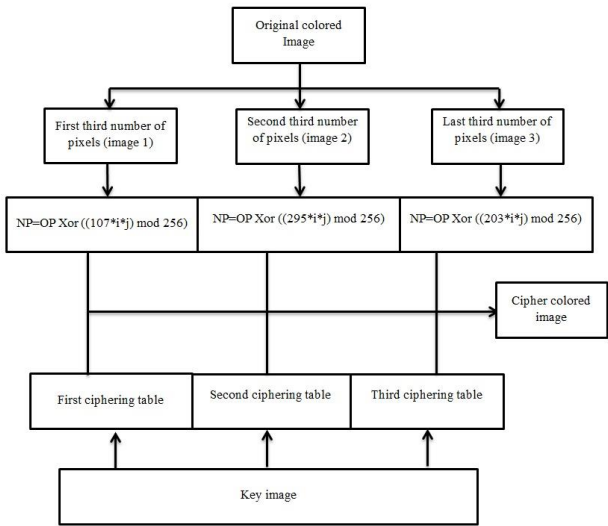 Original colored
Image
First third number of
pixels (image 1)
Second third number
of pixels (image 2)
Last third number of
pixels (image 3)
NP=OP Xor ((107*i*j) mod 256)
NP=OP Xor ((295*i*j) mod 256)
NP=OP Xor ((203*i*j) mod 256)
Cipher colored
image
First ciphering table
Second ciphering table
Third ciphering table
Key image